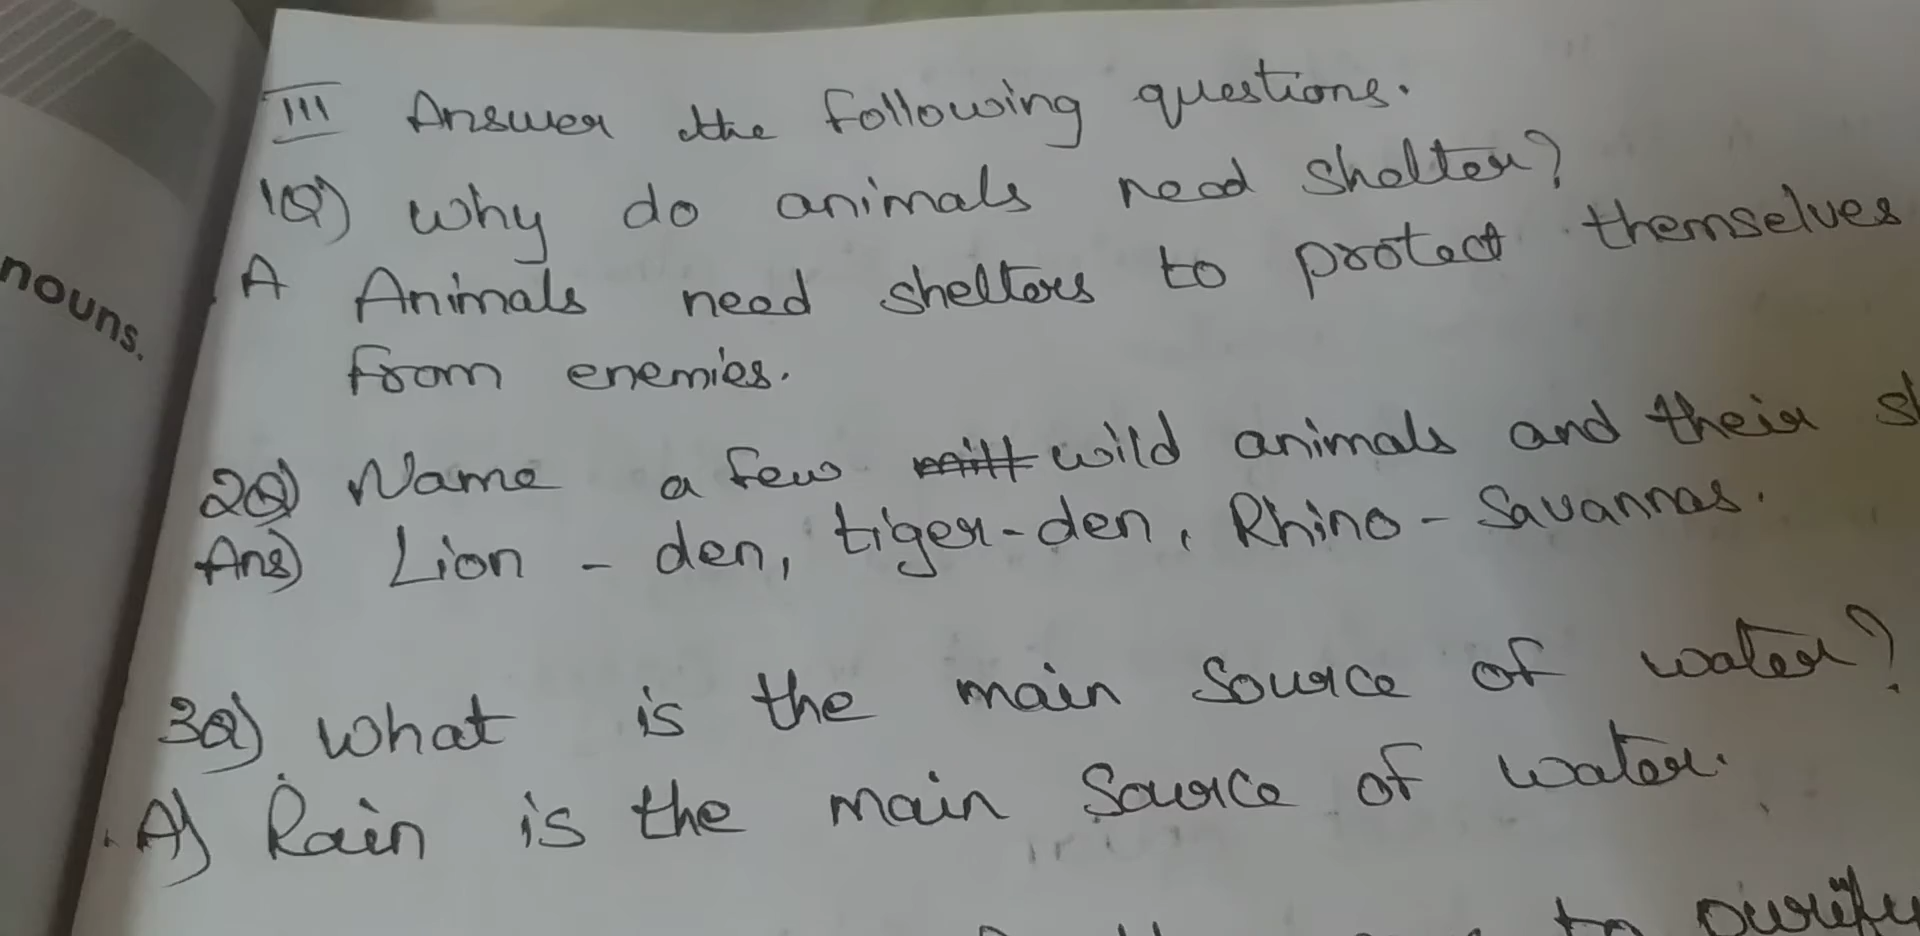 nouns.
III Answer the following questions.
1Q) Why do animals need shelter?
A Animals need shelters to protect themselves
from enemies.
2Q) Name a few wild animals and their
Ans) Lion - den, tiger-den, Rhino - Savannas.
3Q) What is the main source of water?
A) Rain is the main source of water.
to purify